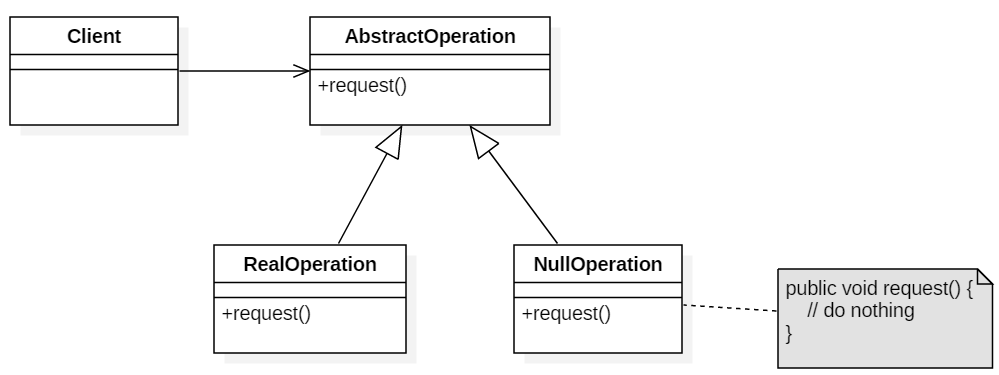 Client
AbstractOperation
+request()
RealOperation
+request()
NullOperation
+request()
public void request() {
// do nothing
}